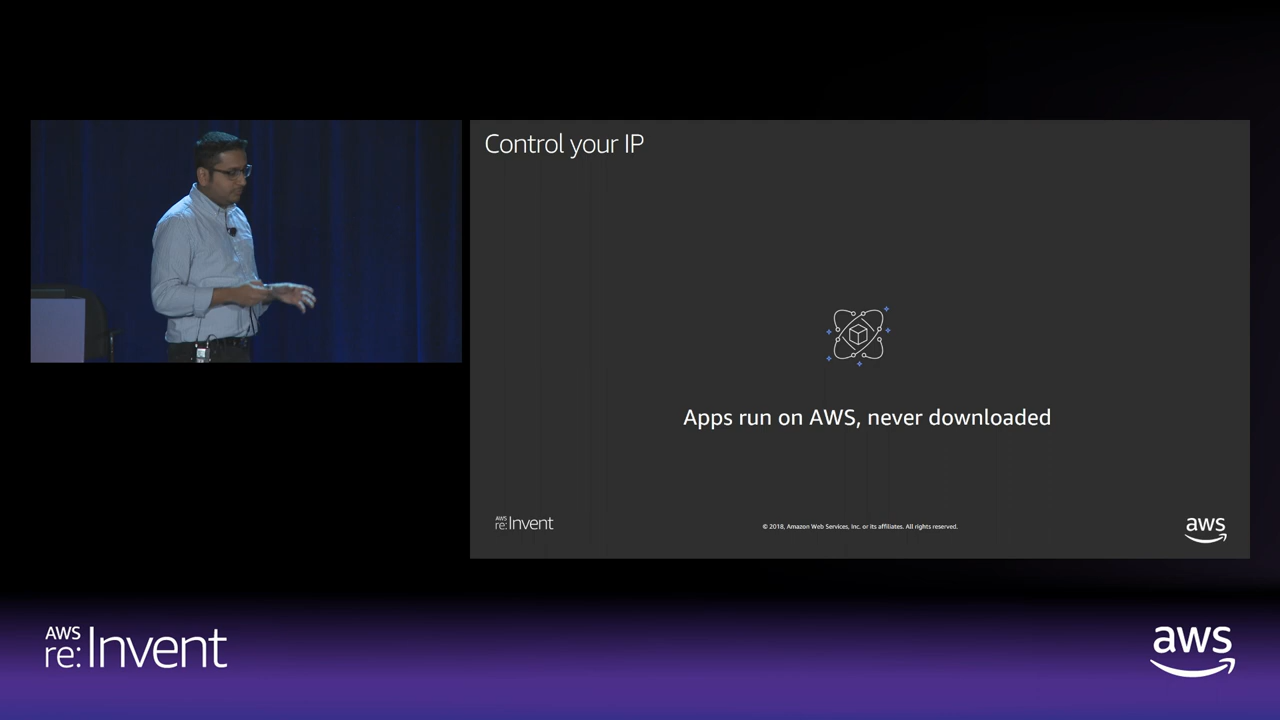 Control your IP
Apps run on AWS, never downloaded
AWS
re:Invent
© 2018, Amazon Web Services, Inc. or its affiliates. All rights reserved.
aws
AWS
re:Invent
aws